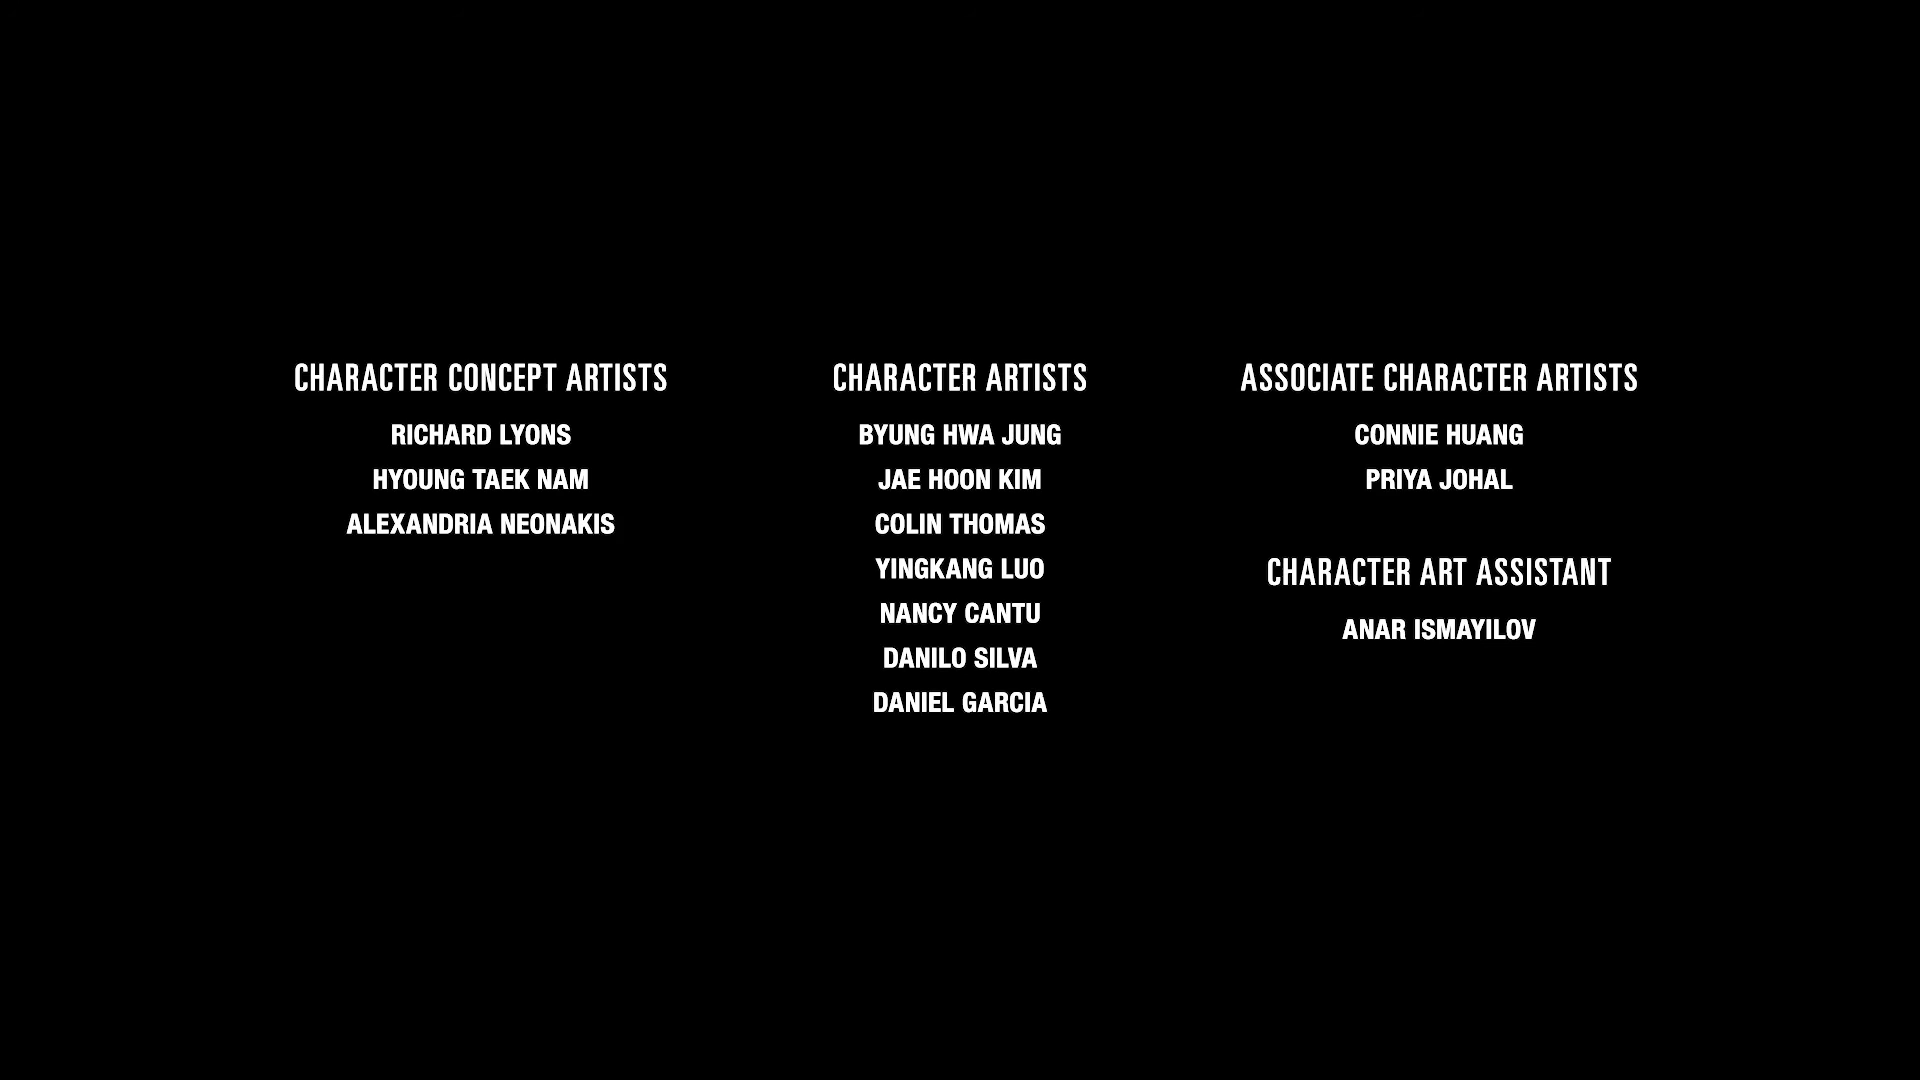 CHARACTER CONCEPT ARTISTS
RICHARD LYONS
HYOUNG TAEK NAM
ALEXANDRIA NEONAKIS
CHARACTER ARTISTS
BYUNG HWA JUNG
JAE HOON KIM
COLIN THOMAS
YINGKANG LUO
NANCY CANTU
DANILO SILVA
DANIEL GARCIA
ASSOCIATE CHARACTER ARTISTS
CONNIE HUANG
PRIYA JOHAL
CHARACTER ART ASSISTANT
ANAR ISMAYILOV